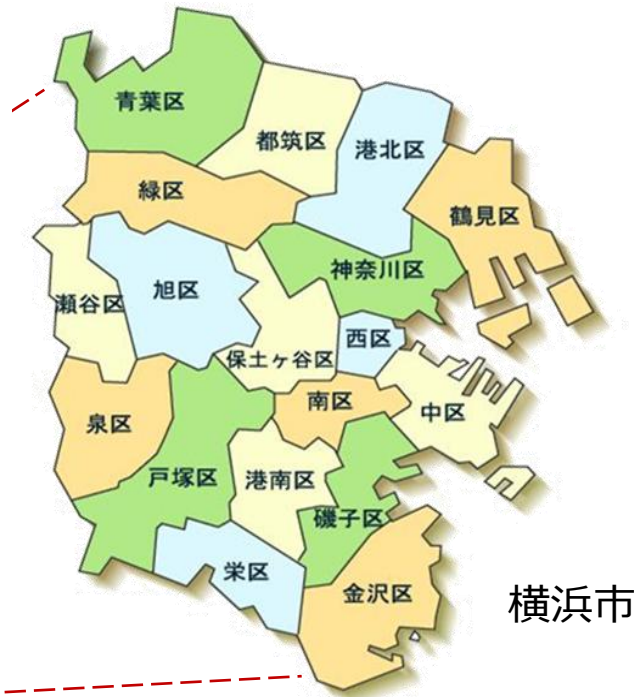 青葉区
都筑区
港北区
緑区
鶴見区
神奈川区
瀬谷区
旭区
西区
保土ヶ谷区
南区
中区
泉区
戸塚区
港南区
磯子区
栄区
金沢区
横浜市